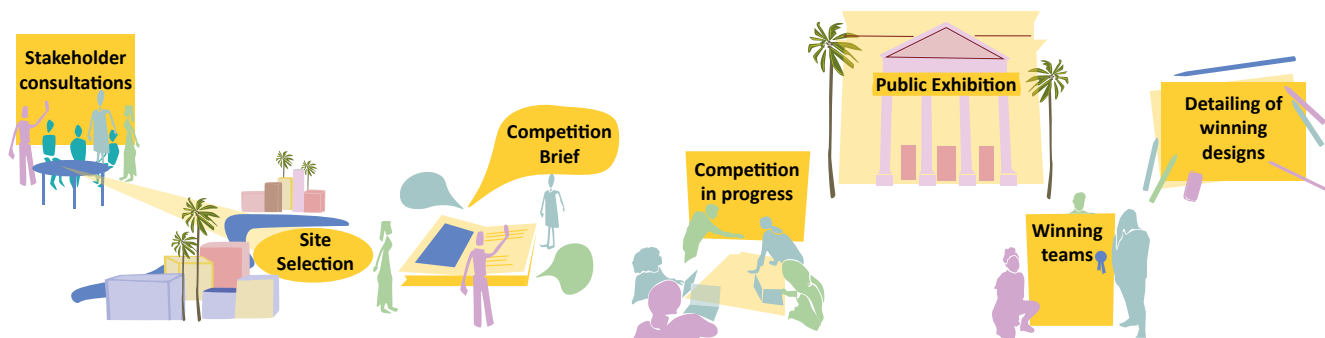 Stakeholder
consultations
Site
Selection
Competition
Brief
Competition
in progress
Public Exhibition
Winning
teams
Detailing of
winning
designs